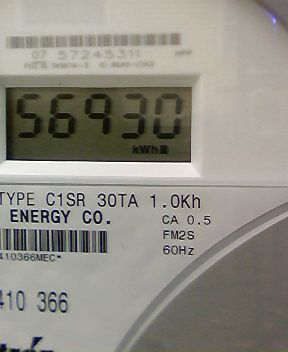 07 57245311
56930
kWh
TYPE C1SR 30TA 1.0Kh
ENERGY CO.
CA 0.5
FM2S
60Hz
410366MEC*
410 366